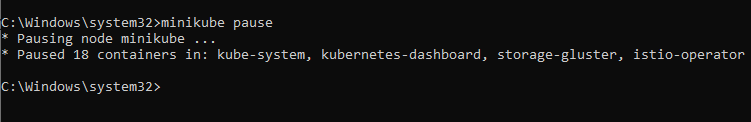 C:\Windows\system32>minikube pause
* Pausing node minikube ...
* Paused 18 containers in: kube-system, kubernetes-dashboard, storage-gluster, istio-operator
C:\Windows\system32>